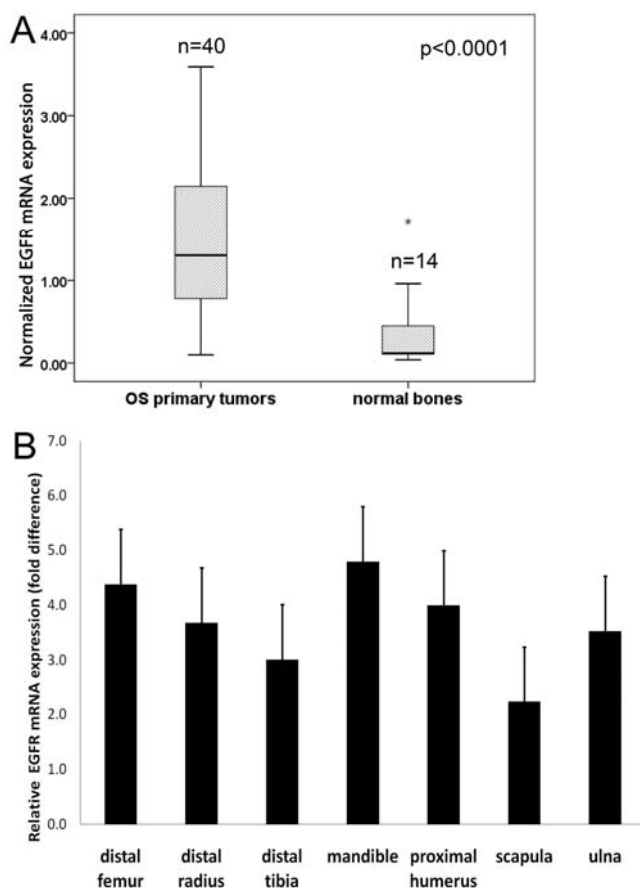 A
Normalized EGFR mRNA expression
4.00
3.00
2.00
1.00
0.00
n=40
p<0.0001
*
n=14
OS primary tumors
normal bones
B
Relative EGFR mRNA expression (fold difference)
7.0
6.0
5.0
4.0
3.0
2.0
1.0
0.0
distal
femur
distal
radius
distal
tibia
mandible
proximal
humerus
scapula
ulna